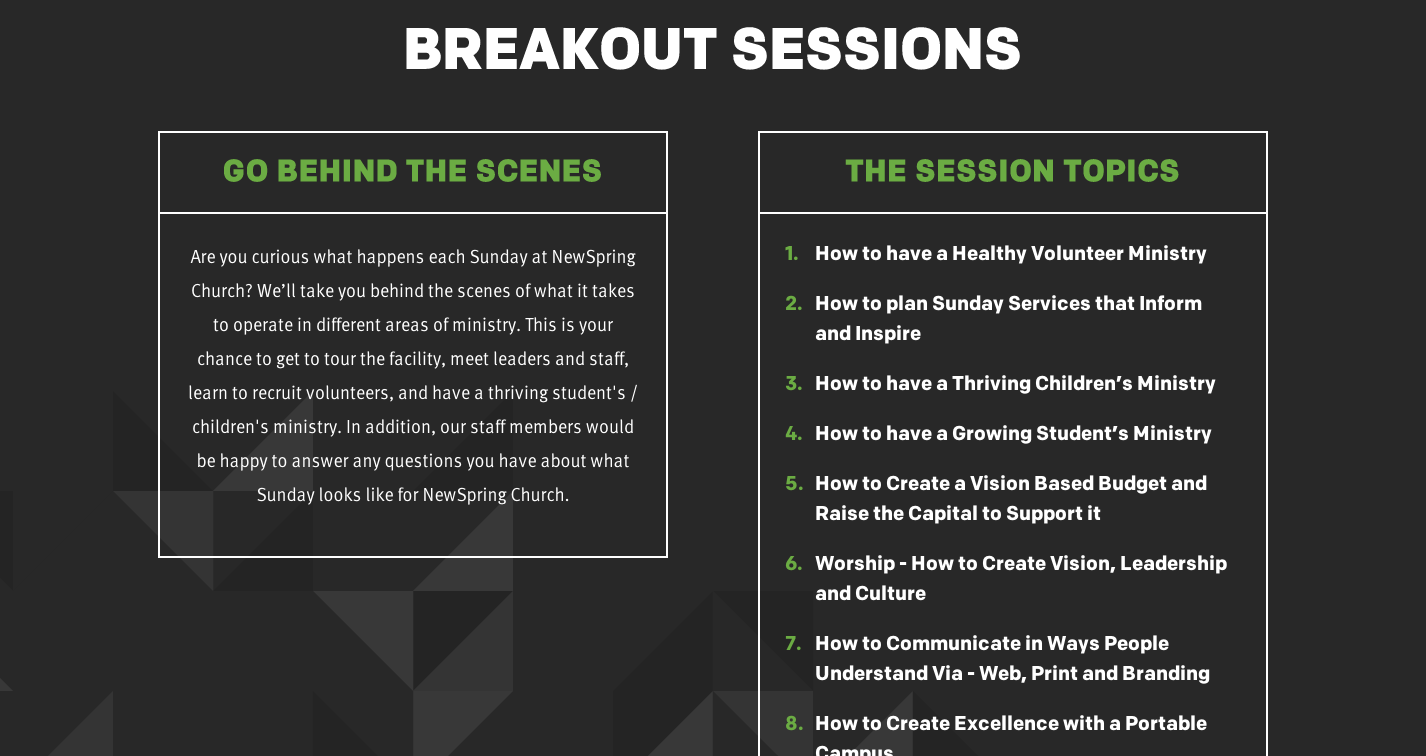 BREAKOUT SESSIONS
GO BEHIND THE SCENES
Are you curious what happens each Sunday at NewSpring
Church? We’ll take you behind the scenes of what it takes
to operate in different areas of ministry. This is your
chance to get to tour the facility, meet leaders and staff,
learn to recruit volunteers, and have a thriving student's /
children's ministry. In addition, our staff members would
be happy to answer any questions you have about what
Sunday looks like for NewSpring Church.
THE SESSION TOPICS
1. How to have a Healthy Volunteer Ministry
2. How to plan Sunday Services that Inform
and Inspire
3. How to have a Thriving Children’s Ministry
4. How to have a Growing Student’s Ministry
5. How to Create a Vision Based Budget and
Raise the Capital to Support it
6. Worship - How to Create Vision, Leadership
and Culture
7. How to Communicate in Ways People
Understand Via - Web, Print and Branding
8. How to Create Excellence with a Portable
Campus